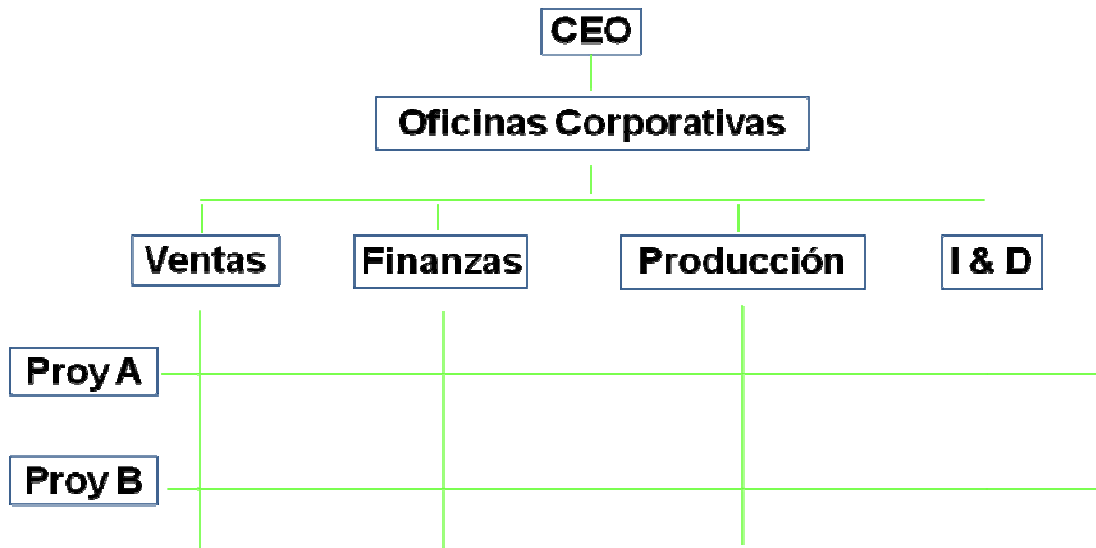 CEO
Oficinas Corporativas
Ventas
Finanzas
Producción
I & D
Proy A
Proy B